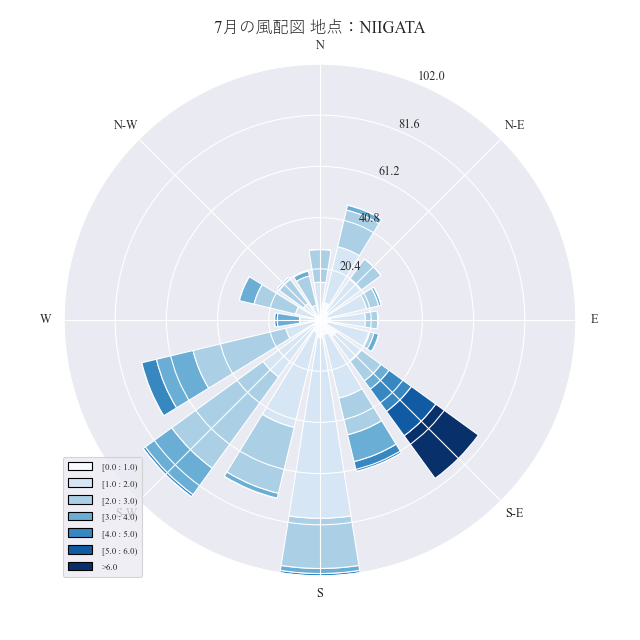 7月の風配図 地点：NIIGATA
N
102.0
N-W
N-E
81.6
61.2
40.8
20.4
W
E
[0.0 : 1.0)
[1.0 : 2.0)
[2.0 : 3.0)
[3.0 : 4.0)
[4.0 : 5.0)
[5.0 : 6.0)
>6.0
S-W
S-E
S